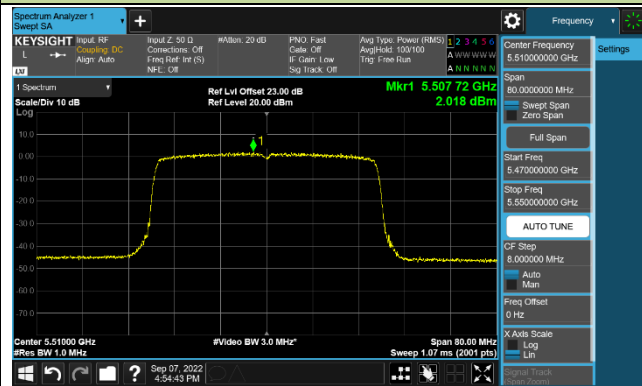 Spectrum Analyzer 1
Swept SA
Frequency
KEYSIGHT
Input: RF
Coupling: DC
Align: Auto
Input Z: 50 Ω
Corrections: Off
Freq Ref: Int (S)
NFE: Off
#Atten: 20 dB
PNO: Fast
Gate: Off
IF Gain: Low
Sig Track: Off
Avg Type: Power (RMS)
Avg|Hold: 100/100
Trig: Free Run
1 2 3 4 5 6
A W W W W W
A N N N N N
L
LXI
1 Spectrum
Scale/Div 10 dB
Log
Ref Lvl Offset 23.00 dB
Ref Level 20.00 dBm
Mkr1 5.507 72 GHz
2.018 dBm
1
10.0
0.00
-10.0
-20.0
-30.0
-40.0
-50.0
-60.0
-70.0
Center 5.51000 GHz
#Res BW 1.0 MHz
#Video BW 3.0 MHz*
Span 80.00 MHz
Sweep 1.07 ms (2001 pts)
Sep 07, 2022
4:54:43 PM
Center Frequency
5.510000000 GHz
Settings
Span
80.0000000 MHz
Swept Span
Zero Span
Full Span
Start Freq
5.470000000 GHz
Stop Freq
5.550000000 GHz
AUTO TUNE
CF Step
8.000000 MHz
Auto
Man
Freq Offset
0 Hz
X Axis Scale
Log
Lin
Signal Track
(Span Zoom)